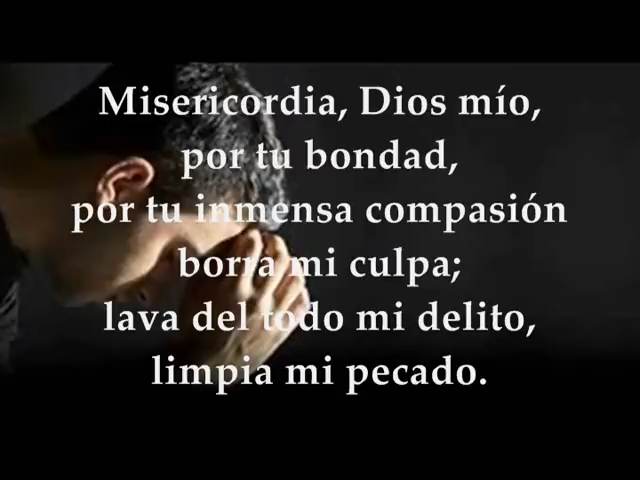 Misericordia, Dios mío,
por tu bondad,
por tu inmensa compasión
borra mi culpa;
lava del todo mi delito,
limpia mi pecado.